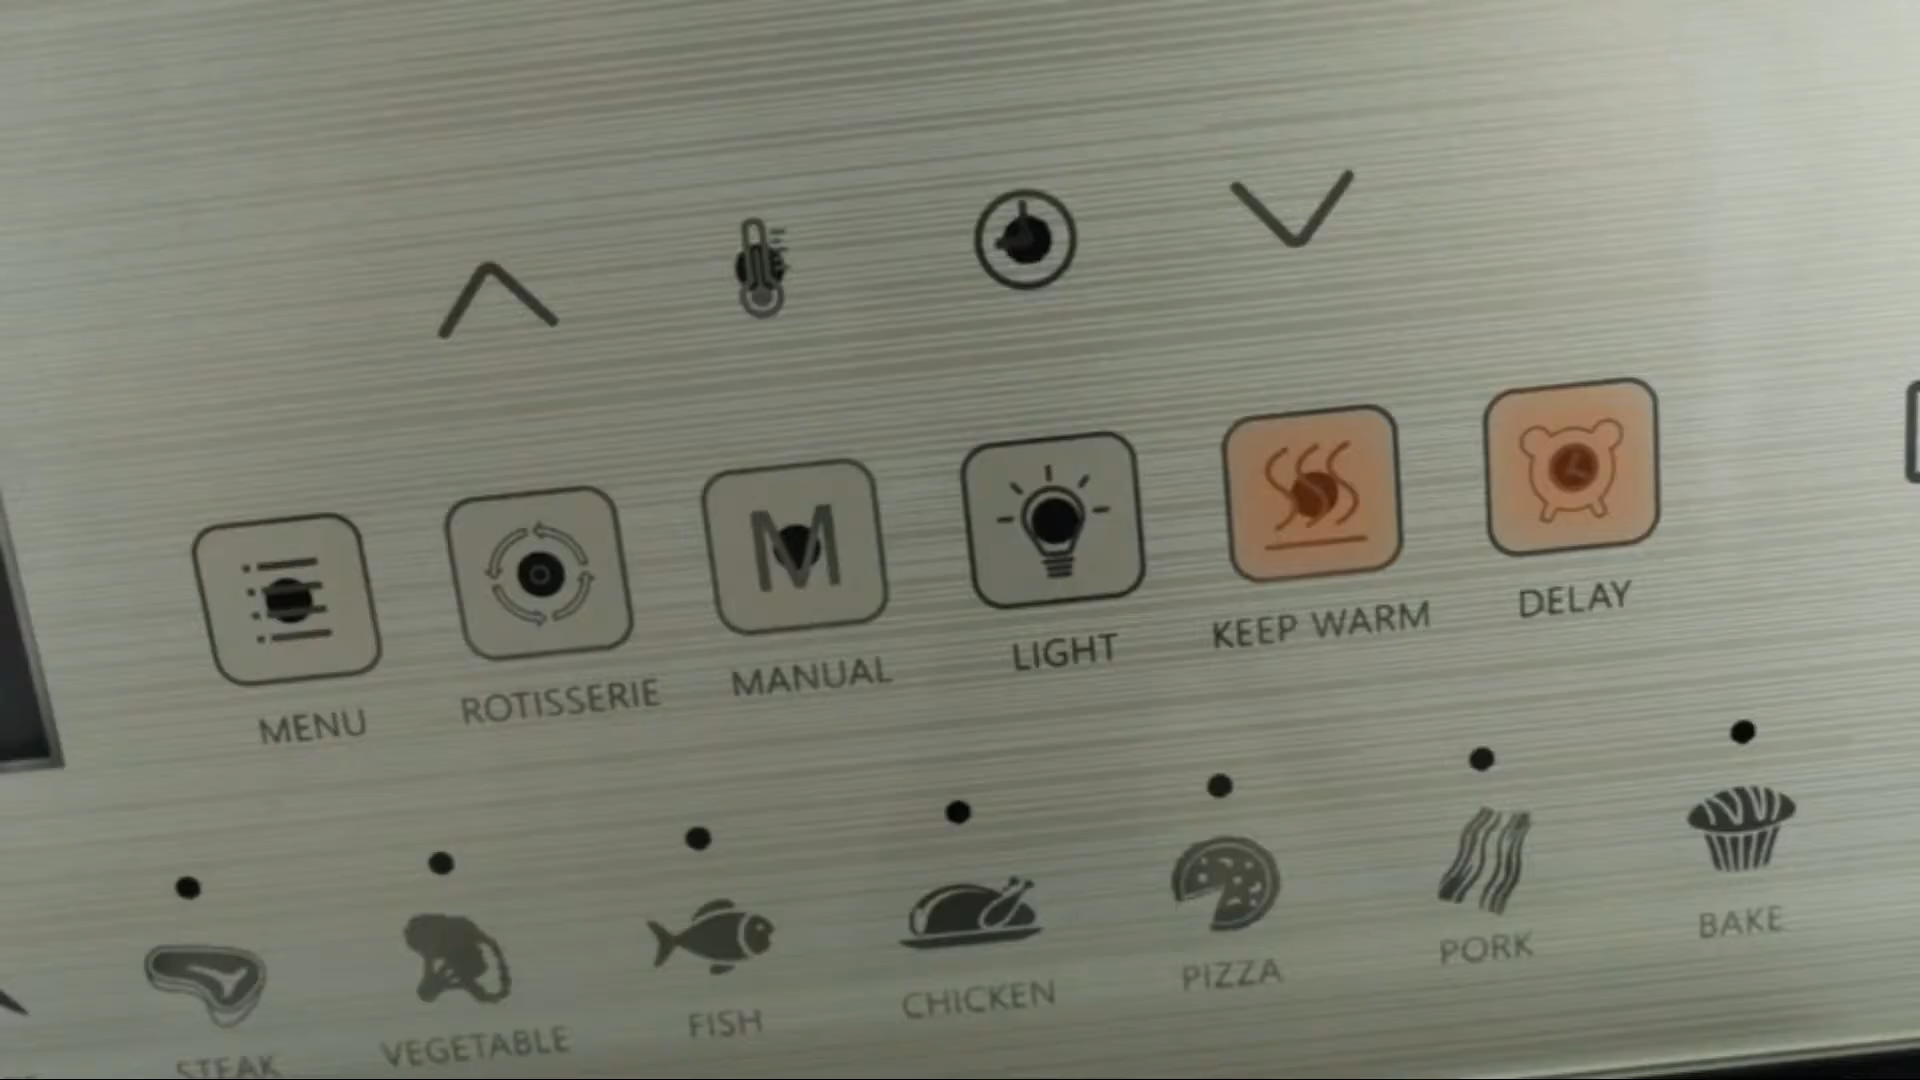 M
MENU
ROTISSERIE
MANUAL
LIGHT
KEEP WARM
DELAY
STEAK
VEGETABLE
FISH
CHICKEN
PIZZA
PORK
BAKE